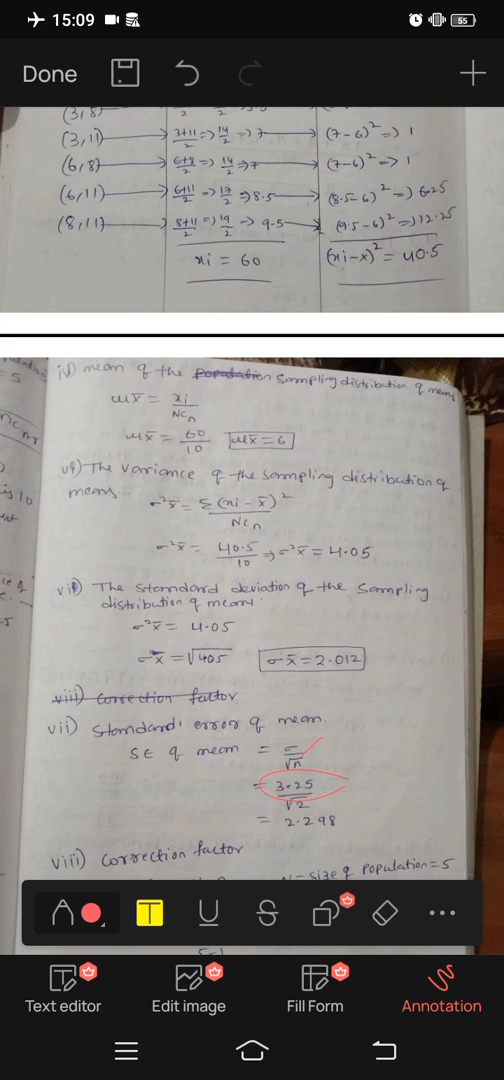 15:09
55
Done
(3,8)
(3,11) 3+11/2 => 14/2 => 7 (7-6)² => 1
(6,8) 6+8/2 => 14/2 => 7 (7-6)² => 1
(6,11) 6+11/2 => 17/2 => 8.5 (8.5-6)² => 6.25
(8,11) 8+11/2 => 19/2 => 9.5 (9.5-6)² => 12.25
xi = 60 (xi-x)² = 40.5
iv) mean of the population sampling distribution of means
μx̄ = xi/NCn
μx̄ = 60/10 μx̄ = 6
v) The variance of the sampling distribution of
means.
σ²x̄ = Σ(xi - x̄)²/NCn
σ²x̄ = 40.5/10 => σ²x̄ = 4.05
vi) The standard deviation of the sampling
distribution of means.
σ²x̄ = 4.05
σx̄ = √405 σx̄ = 2.012
viii) correction factor
vii) standard error of mean
SE of mean = σ/√n
= 3.25/√2
= 2.298
viii) correction factor
N - size of population = 5
Text editor
Edit image
Fill Form
Annotation